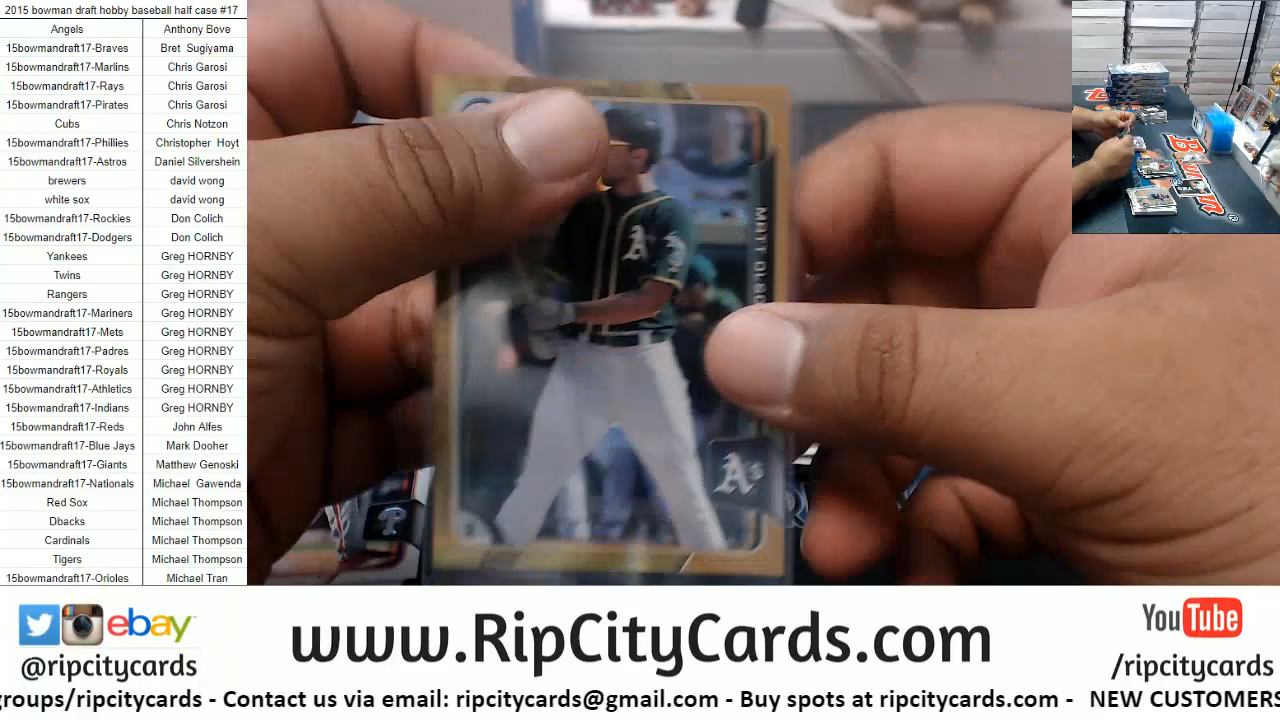 2015 bowman draft hobby baseball half case #17
Angels Anthony Bove
15bowmandraft17-Braves Bret Sugiyama
15bowmandraft17-Marlins Chris Garosi
15bowmandraft17-Rays Chris Garosi
15bowmandraft17-Pirates Chris Garosi
Cubs Chris Notzon
15bowmandraft17-Phillies Christopher Hoyt
15bowmandraft17-Astros Daniel Silvershein
brewers david wong
white sox david wong
15bowmandraft17-Rockies Don Colich
15bowmandraft17-Dodgers Don Colich
Yankees Greg HORNBY
Twins Greg HORNBY
Rangers Greg HORNBY
15bowmandraft17-Mariners Greg HORNBY
15bowmandraft17-Mets Greg HORNBY
15bowmandraft17-Padres Greg HORNBY
15bowmandraft17-Royals Greg HORNBY
15bowmandraft17-Athletics Greg HORNBY
15bowmandraft17-Indians Greg HORNBY
15bowmandraft17-Reds John Alfes
15bowmandraft17-Blue Jays Mark Dooher
15bowmandraft17-Giants Matthew Genoski
15bowmandraft17-Nationals Michael Gawenda
Red Sox Michael Thompson
Dbacks Michael Thompson
Cardinals Michael Thompson
Tigers Michael Thompson
15bowmandraft17-Orioles Michael Tran
MATT
A
A's
P
ebay
@ripcitycards
www.RipCityCards.com
YouTube
/ripcitycards
groups/ripcitycards - Contact us via email: ripcitycards@gmail.com - Buy spots at ripcitycards.com - NEW CUSTOMERS